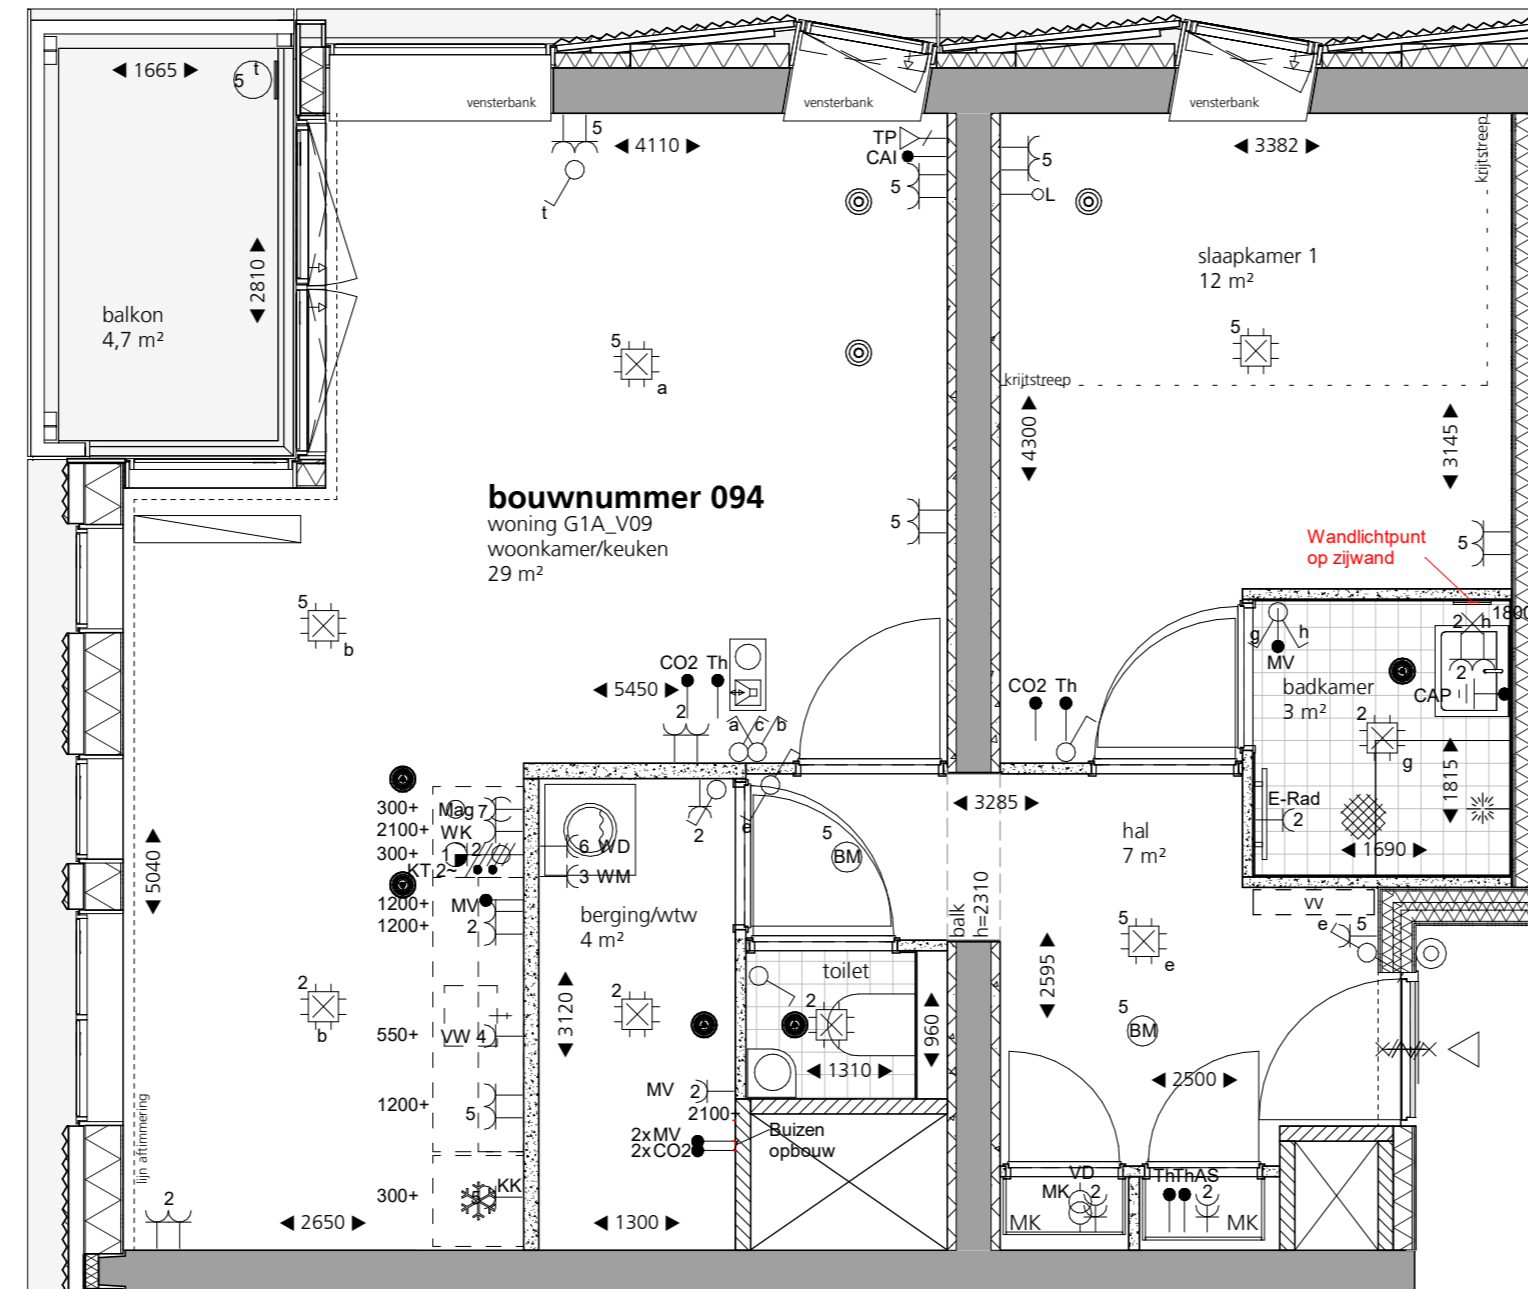 1665
5
t
vensterbank
vensterbank
vensterbank
5
4110
t
TP
CAI
5
5
L
3382
krijtstreep
2810
balkon
4,7 m²
5
a
slaapkamer 1
12 m²
5
krijtstreep
4300
3145
bouwnummer 094
woning G1A_V09
woonkamer/keuken
29 m²
5
5
Wandlichtpunt
op zijwand
5
b
CO2 Th
5450
2
a c b
CO2 Th
g
h
MV
2 h
1800
2
badkamer
3 m²
CAP
2
g
1815
E-Rad
2
1690
300+
Mag 7
2100+
WK
300+
1 2
KT 2~
1200+
MV
1200+
2
5040
6 WD
3 WM
2
e
5
BM
3285
hal
7 m²
berging/wtw
4 m²
balk
h=2310
VV
5
e
5
e
2595
toilet
2
b
2
3120
2
960
1310
5
BM
2500
550+
VW 4
1200+
5
MV 2
2100+
2xMV
2xCO2
Buizen
opbouw
lijn aftimmering
2
300+
KK
2650
1300
VD
MK
2
MK
ThThAS
2
MK